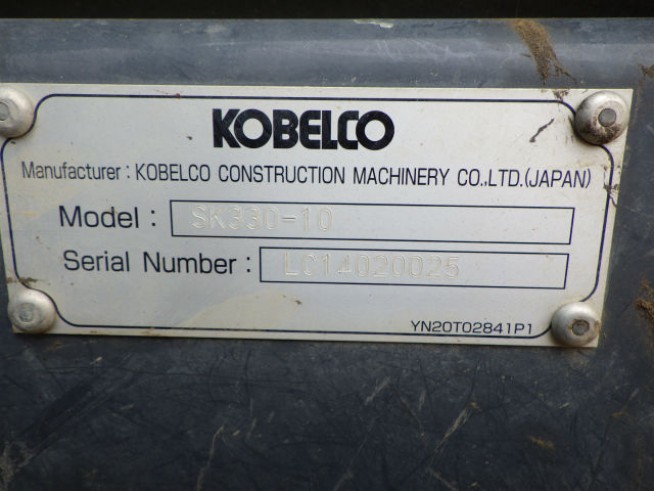 KOBELCO
Manufacturer : KOBELCO CONSTRUCTION MACHINERY CO.,LTD.(JAPAN)
Model : SK330-10
Serial Number : LC14020025
YN20T02841P1